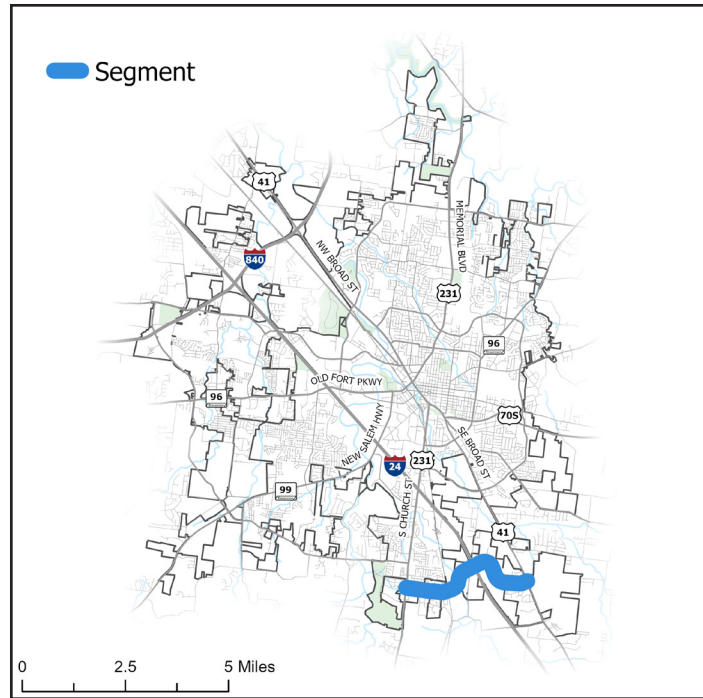 Segment
41
MEMORIAL BLVD
NW BROAD ST
840
231
96
OLD FORT PKWY
96
70S
NEW SALEM HWY
SE BROAD ST
231
24
99
S CHURCH ST
41
0 2.5 5 Miles